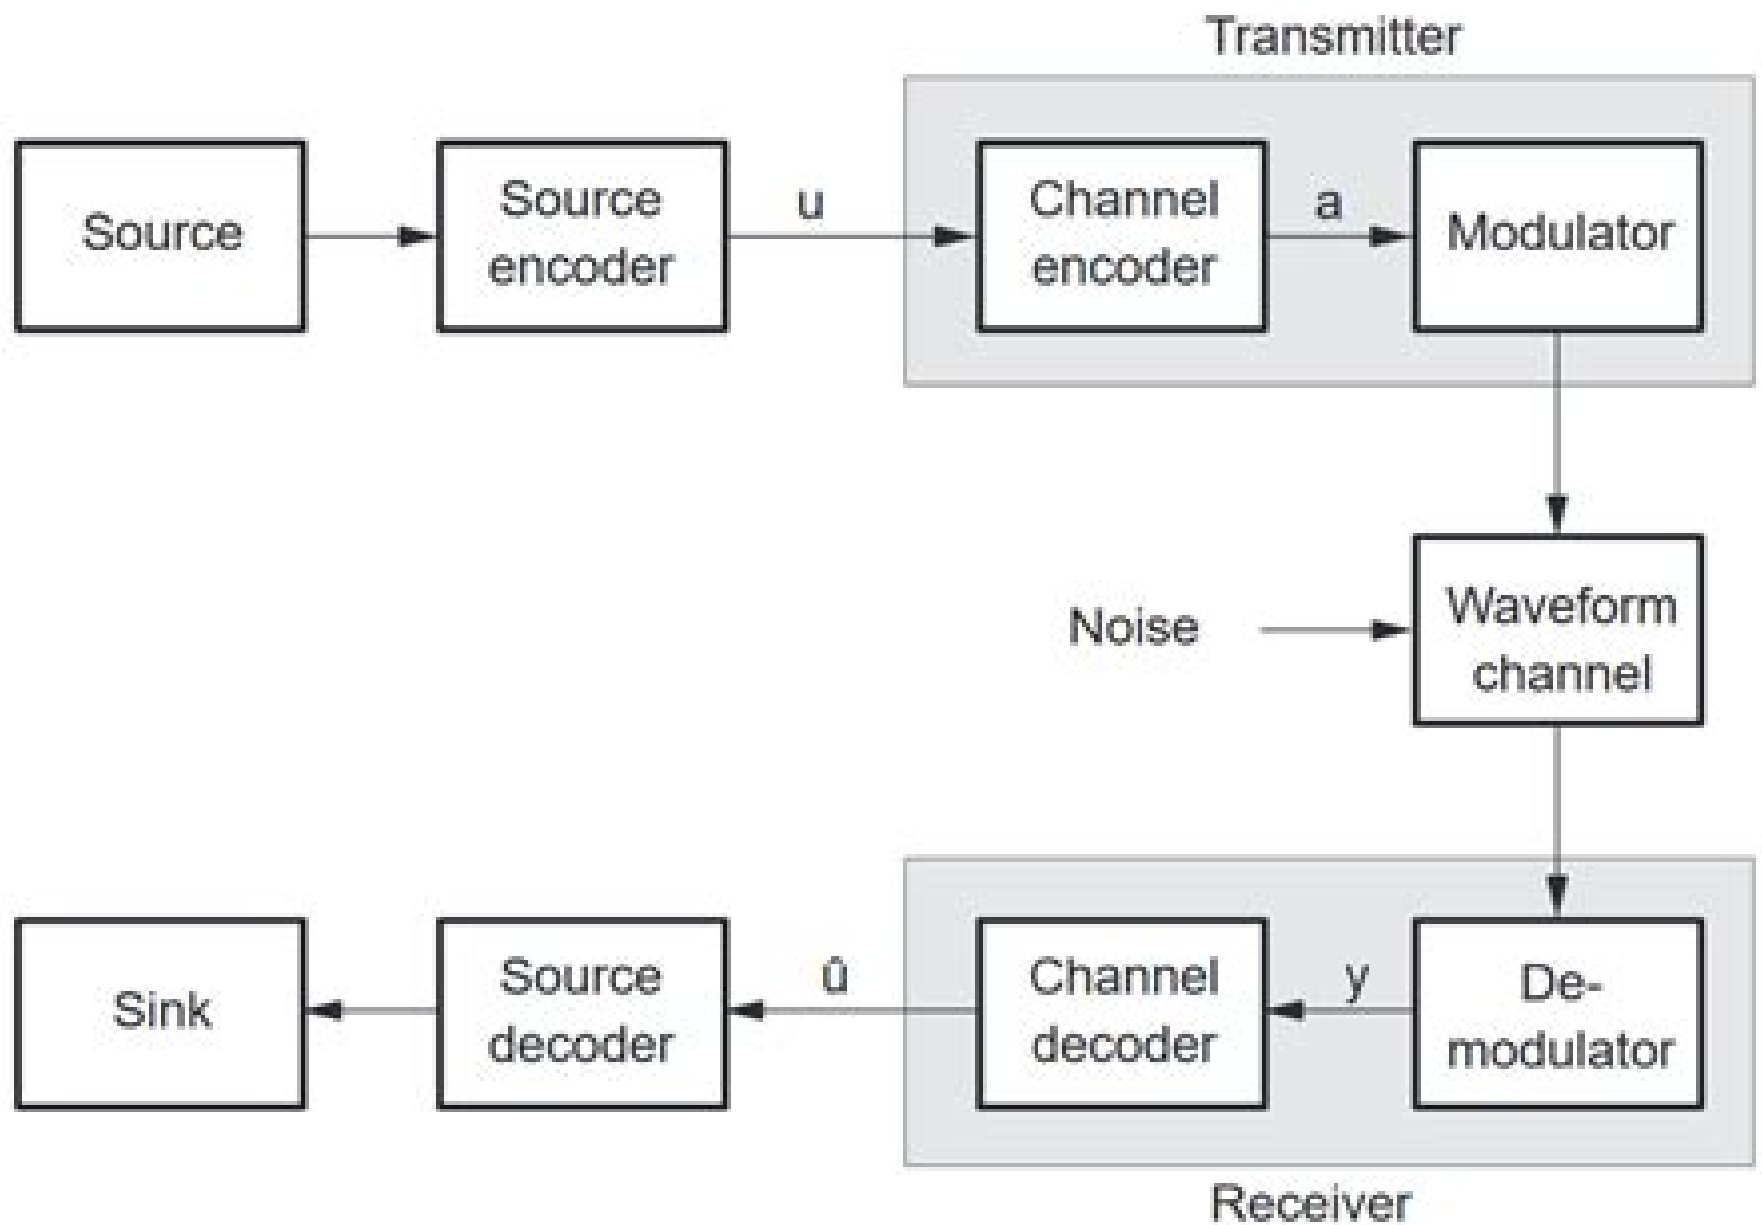 Transmitter
Source
Source
encoder
u
Channel
encoder
a
Modulator
Noise
Waveform
channel
Sink
Source
decoder
û
Channel
decoder
y
De-
modulator
Receiver